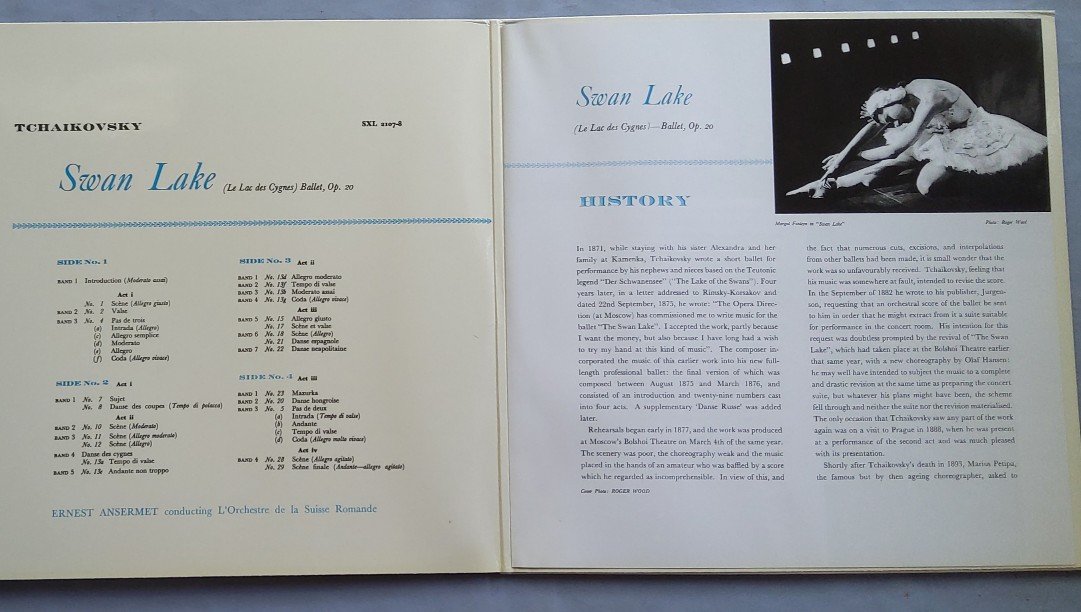 TCHAIKOVSKY
SXL 2107-8
Swan Lake (Le Lac des Cygnes) Ballet, Op. 20
SIDE No. 1
BAND 1 Introduction (Moderato assai)
Act i
No. 1 Scène (Allegro giusto)
BAND 2 No. 2 Valse
BAND 3 No. 4 Pas de trois
(a) Intrada (Allegro)
(c) Allegro semplice
(d) Moderato
(e) Allegro
(f) Coda (Allegro vivace)
SIDE No. 2 Act i
BAND 1 No. 7 Sujet
No. 8 Danse des coupes (Tempo di polacca)
Act ii
BAND 2 No. 10 Scène (Moderato)
BAND 3 No. 11 Scène (Allegro moderato)
No. 12 Scène (Allegro)
BAND 4 Danse des cygnes
No. 13a Tempo di valse
BAND 5 No. 13e Andante non troppo
SIDE No. 3 Act ii
BAND 1 No. 13d Allegro moderato
BAND 2 No. 13f Tempo di valse
BAND 3 No. 13b Moderato assai
BAND 4 No. 13g Coda (Allegro vivace)
Act iii
BAND 5 No. 15 Allegro giusto
No. 17 Scène et valse
BAND 6 No. 18 Scène (Allegro)
No. 21 Danse espagnole
BAND 7 No. 22 Danse neapolitaine
SIDE No. 4 Act iii
BAND 1 No. 23 Mazurka
BAND 2 No. 20 Danse hongroise
BAND 3 No. 5 Pas de deux
(a) Intrada (Tempo di valse)
(b) Andante
(c) Tempo di valse
(d) Coda (Allegro molto vivace)
Act iv
BAND 4 No. 28 Scène (Allegro agitato)
No. 29 Scène finale (Andante—allegro agitato)
ERNEST ANSERMET conducting L'Orchestre de la Suisse Romande
Swan Lake
(Le Lac des Cygnes)—Ballet, Op. 20
Margot Fonteyn in "Swan Lake"
Photo: Roger Wood
HISTORY
In 1871, while staying with his sister Alexandra and her
family at Kamenka, Tchaikovsky wrote a short ballet for
performance by his nephews and nieces based on the Teutonic
legend "Der Schwanensee" ("The Lake of the Swans"). Four
years later, in a letter addressed to Rimsky-Korsakov and
dated 22nd September, 1875, he wrote: "The Opera Direc-
tion (at Moscow) has commissioned me to write music for the
ballet "The Swan Lake". I accepted the work, partly because
I want the money, but also because I have long had a wish
to try my hand at this kind of music". The composer in-
corporated the music of this earlier work into his new full-
length professional ballet: the final version of which was
composed between August 1875 and March 1876, and
consisted of an introduction and twenty-nine numbers cast
into four acts. A supplementary 'Danse Russe' was added
later.
Rehearsals began early in 1877, and the work was produced
at Moscow's Bolshoi Theatre on March 4th of the same year.
The scenery was poor, the choreography weak and the music
placed in the hands of an amateur who was baffled by a score
which he regarded as incomprehensible. In view of this, and
Cover Photo: ROGER WOOD
the fact that numerous cuts, excisions, and interpolations
from other ballets had been made, it is small wonder that the
work was so unfavourably received. Tchaikovsky, feeling that
his music was somewhere at fault, intended to revise the score.
In the September of 1882 he wrote to his publisher, Jurgen-
son, requesting that an orchestral score of the ballet be sent
to him in order that he might extract from it a suite suitable
for performance in the concert room. His intention for this
request was doubtless prompted by the revival of "The Swan
Lake", which had taken place at the Bolshoi Theatre earlier
that same year, with a new choreography by Olaf Hansen:
he may well have intended to subject the music to a complete
and drastic revision at the same time as preparing the concert
suite, but whatever his plans might have been, the scheme
fell through and neither the suite nor the revision materialised.
The only occasion that Tchaikovsky saw any part of the work
again was on a visit to Prague in 1888, when he was present
at a performance of the second act and was much pleased
with its presentation.
Shortly after Tchaikovsky's death in 1893, Marius Petipa,
the famous but by then ageing choreographer, asked to